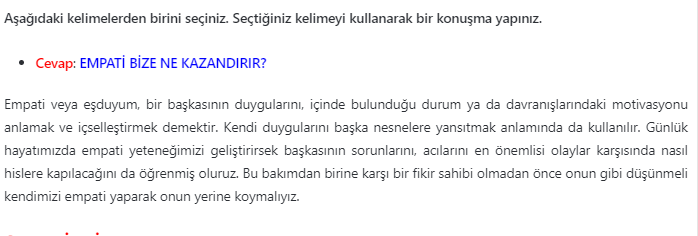 Aşağıdaki kelimelerden birini seçiniz. Seçtiğiniz kelimeyi kullanarak bir konuşma yapınız.
Cevap: EMPATİ BİZE NE KAZANDIRIR?
Empati veya eşduyum, bir başkasının duygularını, içinde bulunduğu durum ya da davranışlarındaki motivasyonu
anlamak ve içselleştirmek demektir. Kendi duygularını başka nesnelere yansıtmak anlamında da kullanılır. Günlük
hayatımızda empati yeteneğimizi geliştirirsek başkasının sorunlarını, acılarını en önemlisi olaylar karşısında nasıl
hislere kapılacağını da öğrenmiş oluruz. Bu bakımdan birine karşı bir fikir sahibi olmadan önce onun gibi düşünmeli
kendimizi empati yaparak onun yerine koymalıyız.